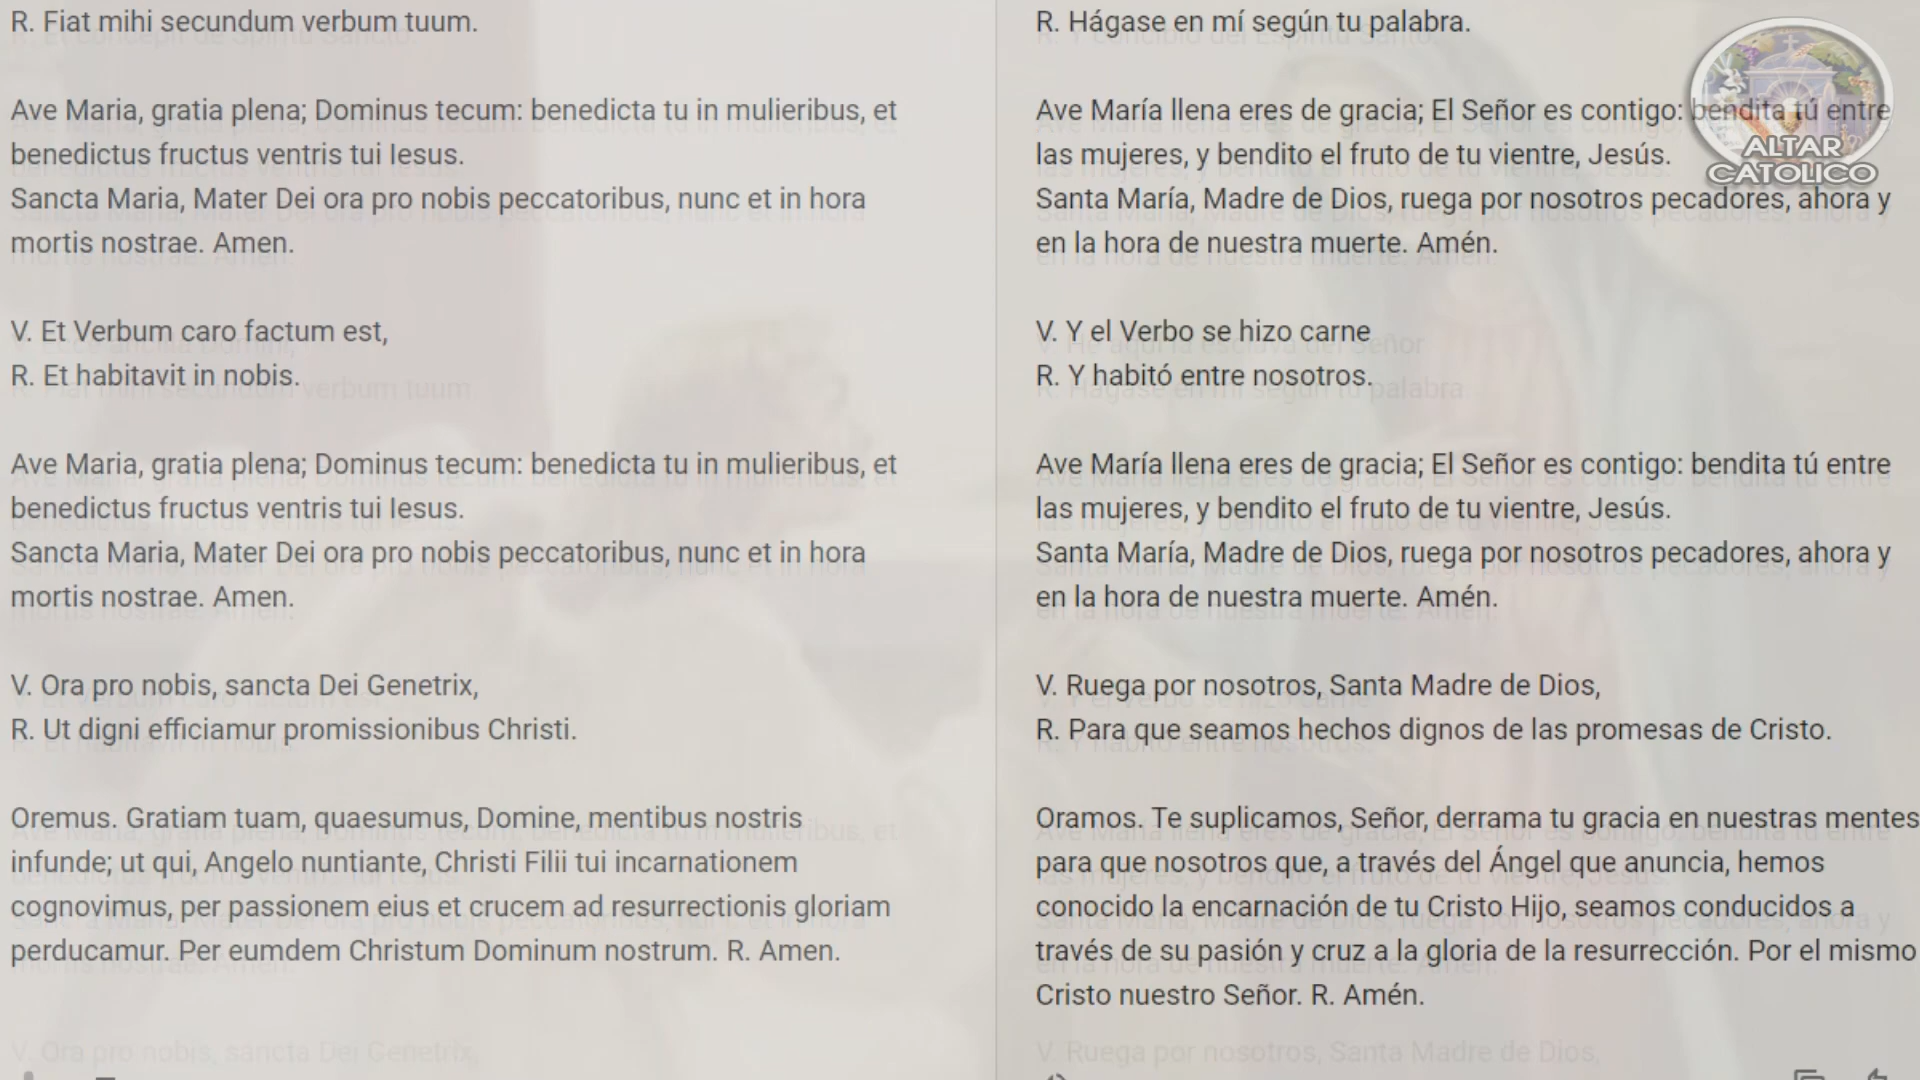 R. Fiat mihi secundum verbum tuum.
Ave Maria, gratia plena; Dominus tecum: benedicta tu in mulieribus, et
benedictus fructus ventris tui Iesus.
Sancta Maria, Mater Dei ora pro nobis peccatoribus, nunc et in hora
mortis nostrae. Amen.
V. Et Verbum caro factum est,
R. Et habitavit in nobis.
Ave Maria, gratia plena; Dominus tecum: benedicta tu in mulieribus, et
benedictus fructus ventris tui Iesus.
Sancta Maria, Mater Dei ora pro nobis peccatoribus, nunc et in hora
mortis nostrae. Amen.
V. Ora pro nobis, sancta Dei Genetrix,
R. Ut digni efficiamur promissionibus Christi.
Oremus. Gratiam tuam, quaesumus, Domine, mentibus nostris
infunde; ut qui, Angelo nuntiante, Christi Filii tui incarnationem
cognovimus, per passionem eius et crucem ad resurrectionis gloriam
perducamur. Per eumdem Christum Dominum nostrum. R. Amen.
V. Ora pro nobis, sancta Dei Genetrix,
R. Hágase en mí según tu palabra.
Ave María llena eres de gracia; El Señor es contigo: bendita tú entre
las mujeres, y bendito el fruto de tu vientre, Jesús.
Santa María, Madre de Dios, ruega por nosotros pecadores, ahora y
en la hora de nuestra muerte. Amén.
V. Y el Verbo se hizo carne
R. Y habitó entre nosotros.
Ave María llena eres de gracia; El Señor es contigo: bendita tú entre
las mujeres, y bendito el fruto de tu vientre, Jesús.
Santa María, Madre de Dios, ruega por nosotros pecadores, ahora y
en la hora de nuestra muerte. Amén.
V. Ruega por nosotros, Santa Madre de Dios,
R. Para que seamos hechos dignos de las promesas de Cristo.
Oramos. Te suplicamos, Señor, derrama tu gracia en nuestras mentes
para que nosotros que, a través del Ángel que anuncia, hemos
conocido la encarnación de tu Cristo Hijo, seamos conducidos a
través de su pasión y cruz a la gloria de la resurrección. Por el mismo
Cristo nuestro Señor. R. Amén.
V. Ruega por nosotros, Santa Madre de Dios,
ALTAR
CATOLICO